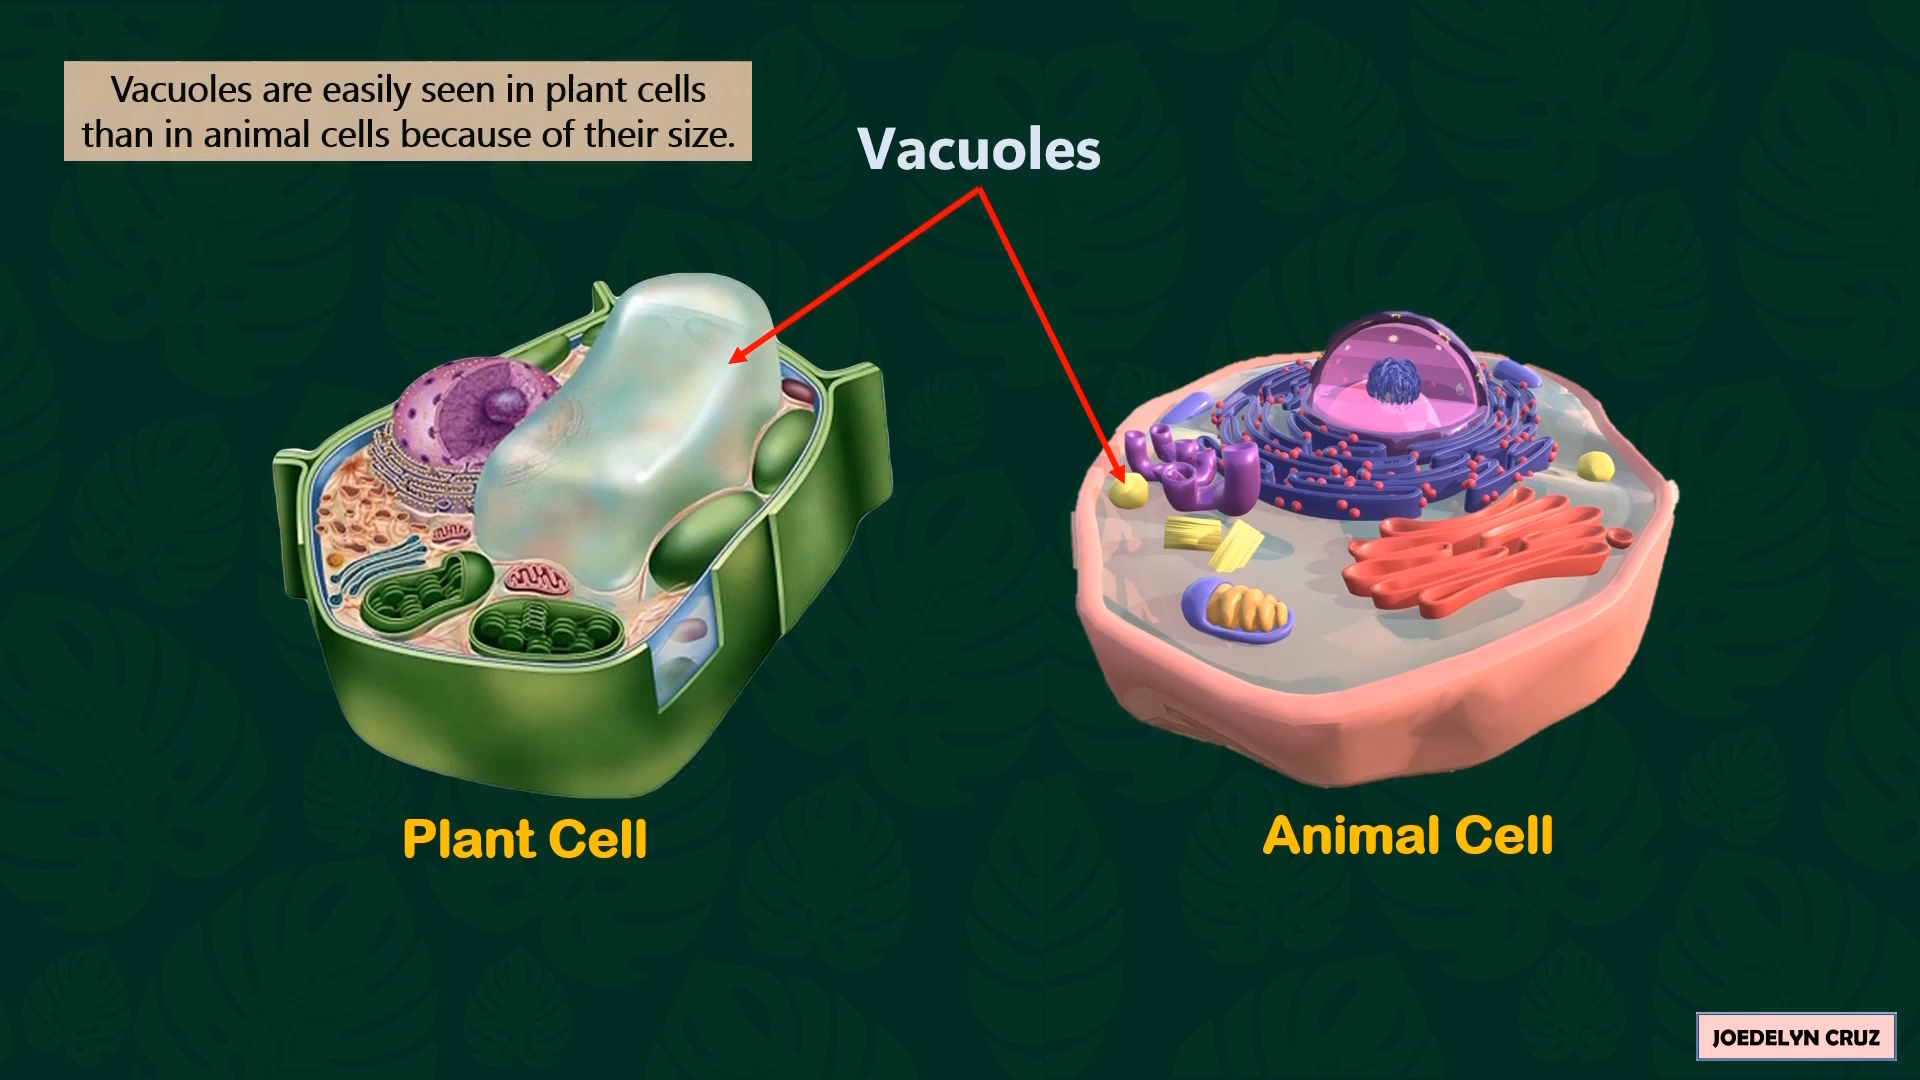 Vacuoles are easily seen in plant cells
than in animal cells because of their size.
Vacuoles
Plant Cell
Animal Cell
JOEDELYN CRUZ